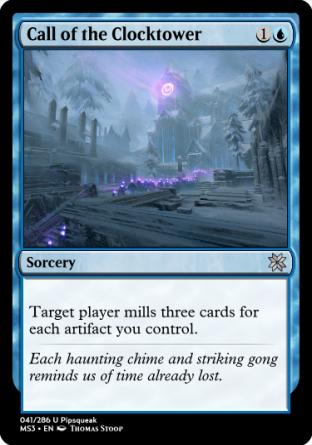 Call of the Clocktower 1
Sorcery
Target player mills three cards for
each artifact you control.
Each haunting chime and striking gong
reminds us of time already lost.
041/286 U Pipsqueak
MS3 • EN Thomas Stoop